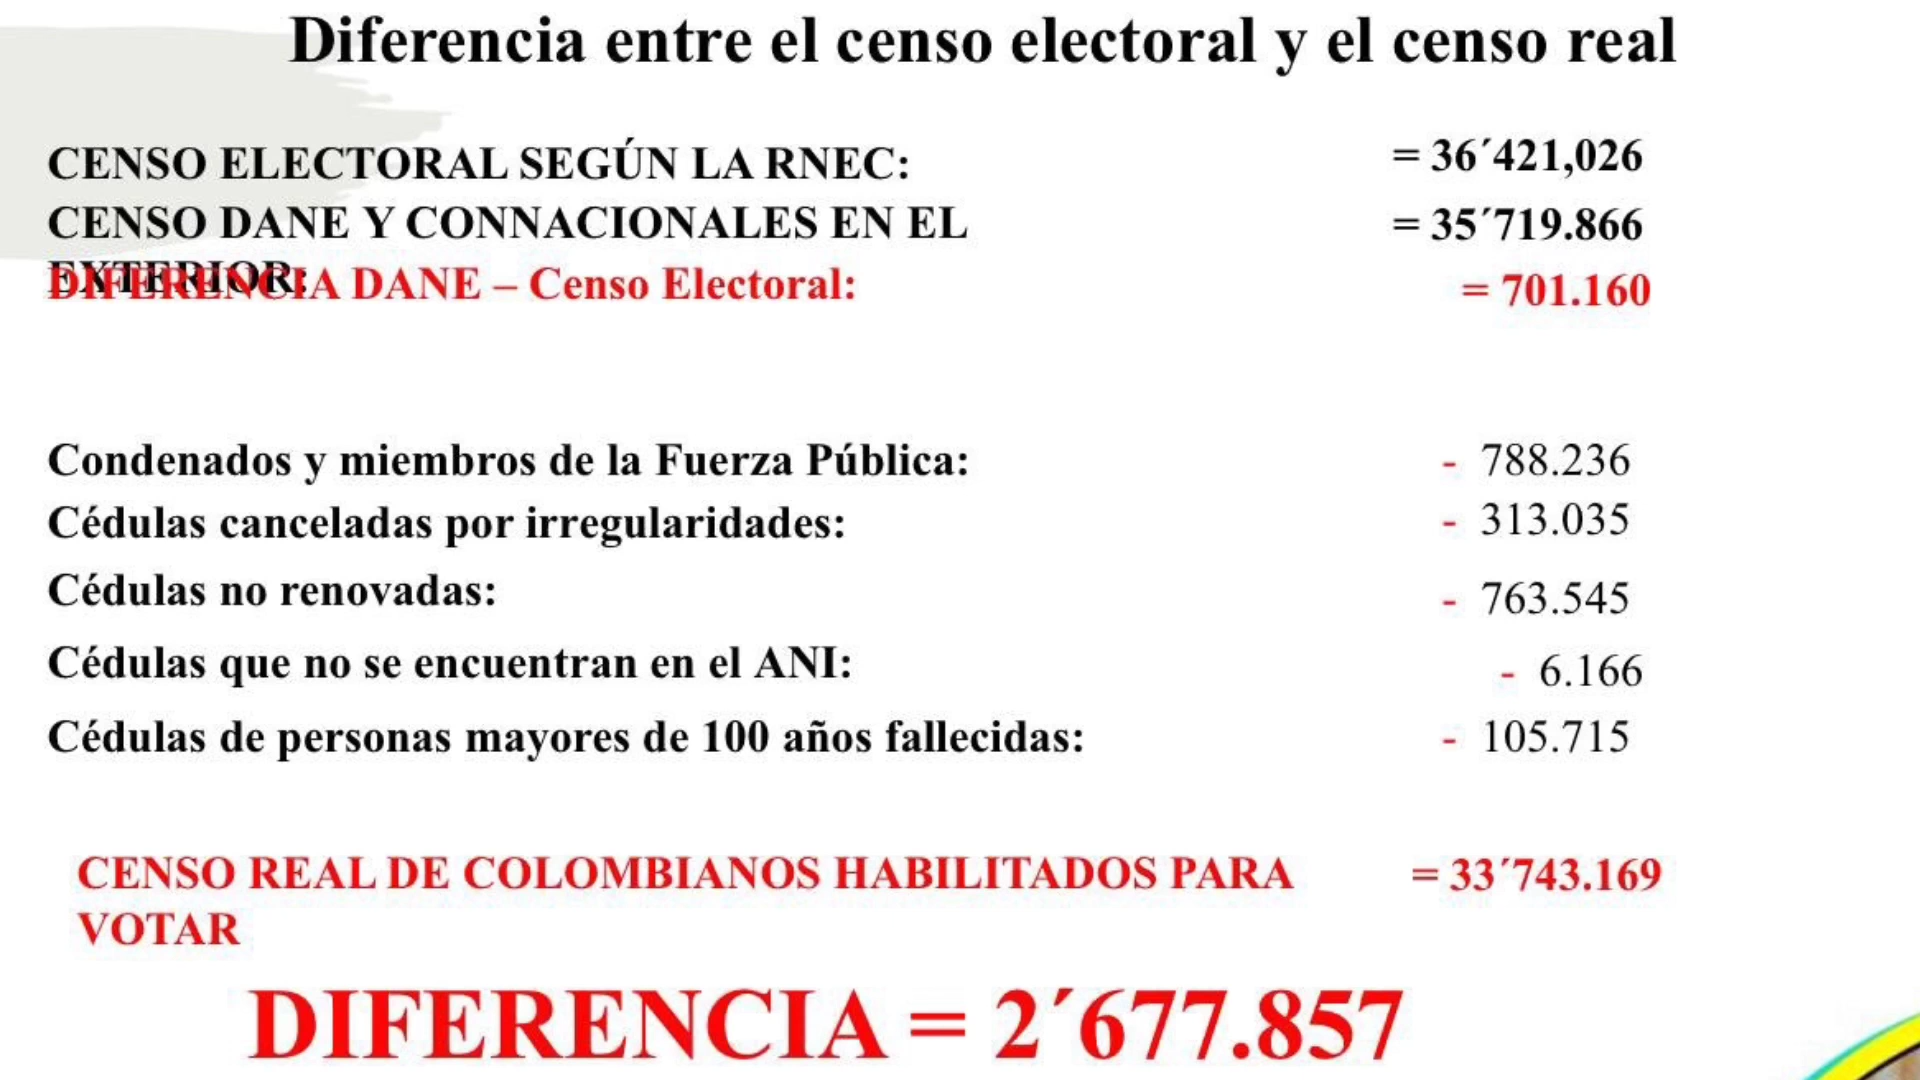 Diferencia entre el censo electoral y el censo real
CENSO ELECTORAL SEGÚN LA RNEC: = 36´421,026
CENSO DANE Y CONNACIONALES EN EL = 35´719.866
EXTERIOR:
DIFERENCIA DANE – Censo Electoral: = 701.160
Condenados y miembros de la Fuerza Pública: - 788.236
Cédulas canceladas por irregularidades: - 313.035
Cédulas no renovadas: - 763.545
Cédulas que no se encuentran en el ANI: - 6.166
Cédulas de personas mayores de 100 años fallecidas: - 105.715
CENSO REAL DE COLOMBIANOS HABILITADOS PARA = 33´743.169
VOTAR
DIFERENCIA = 2´677.857